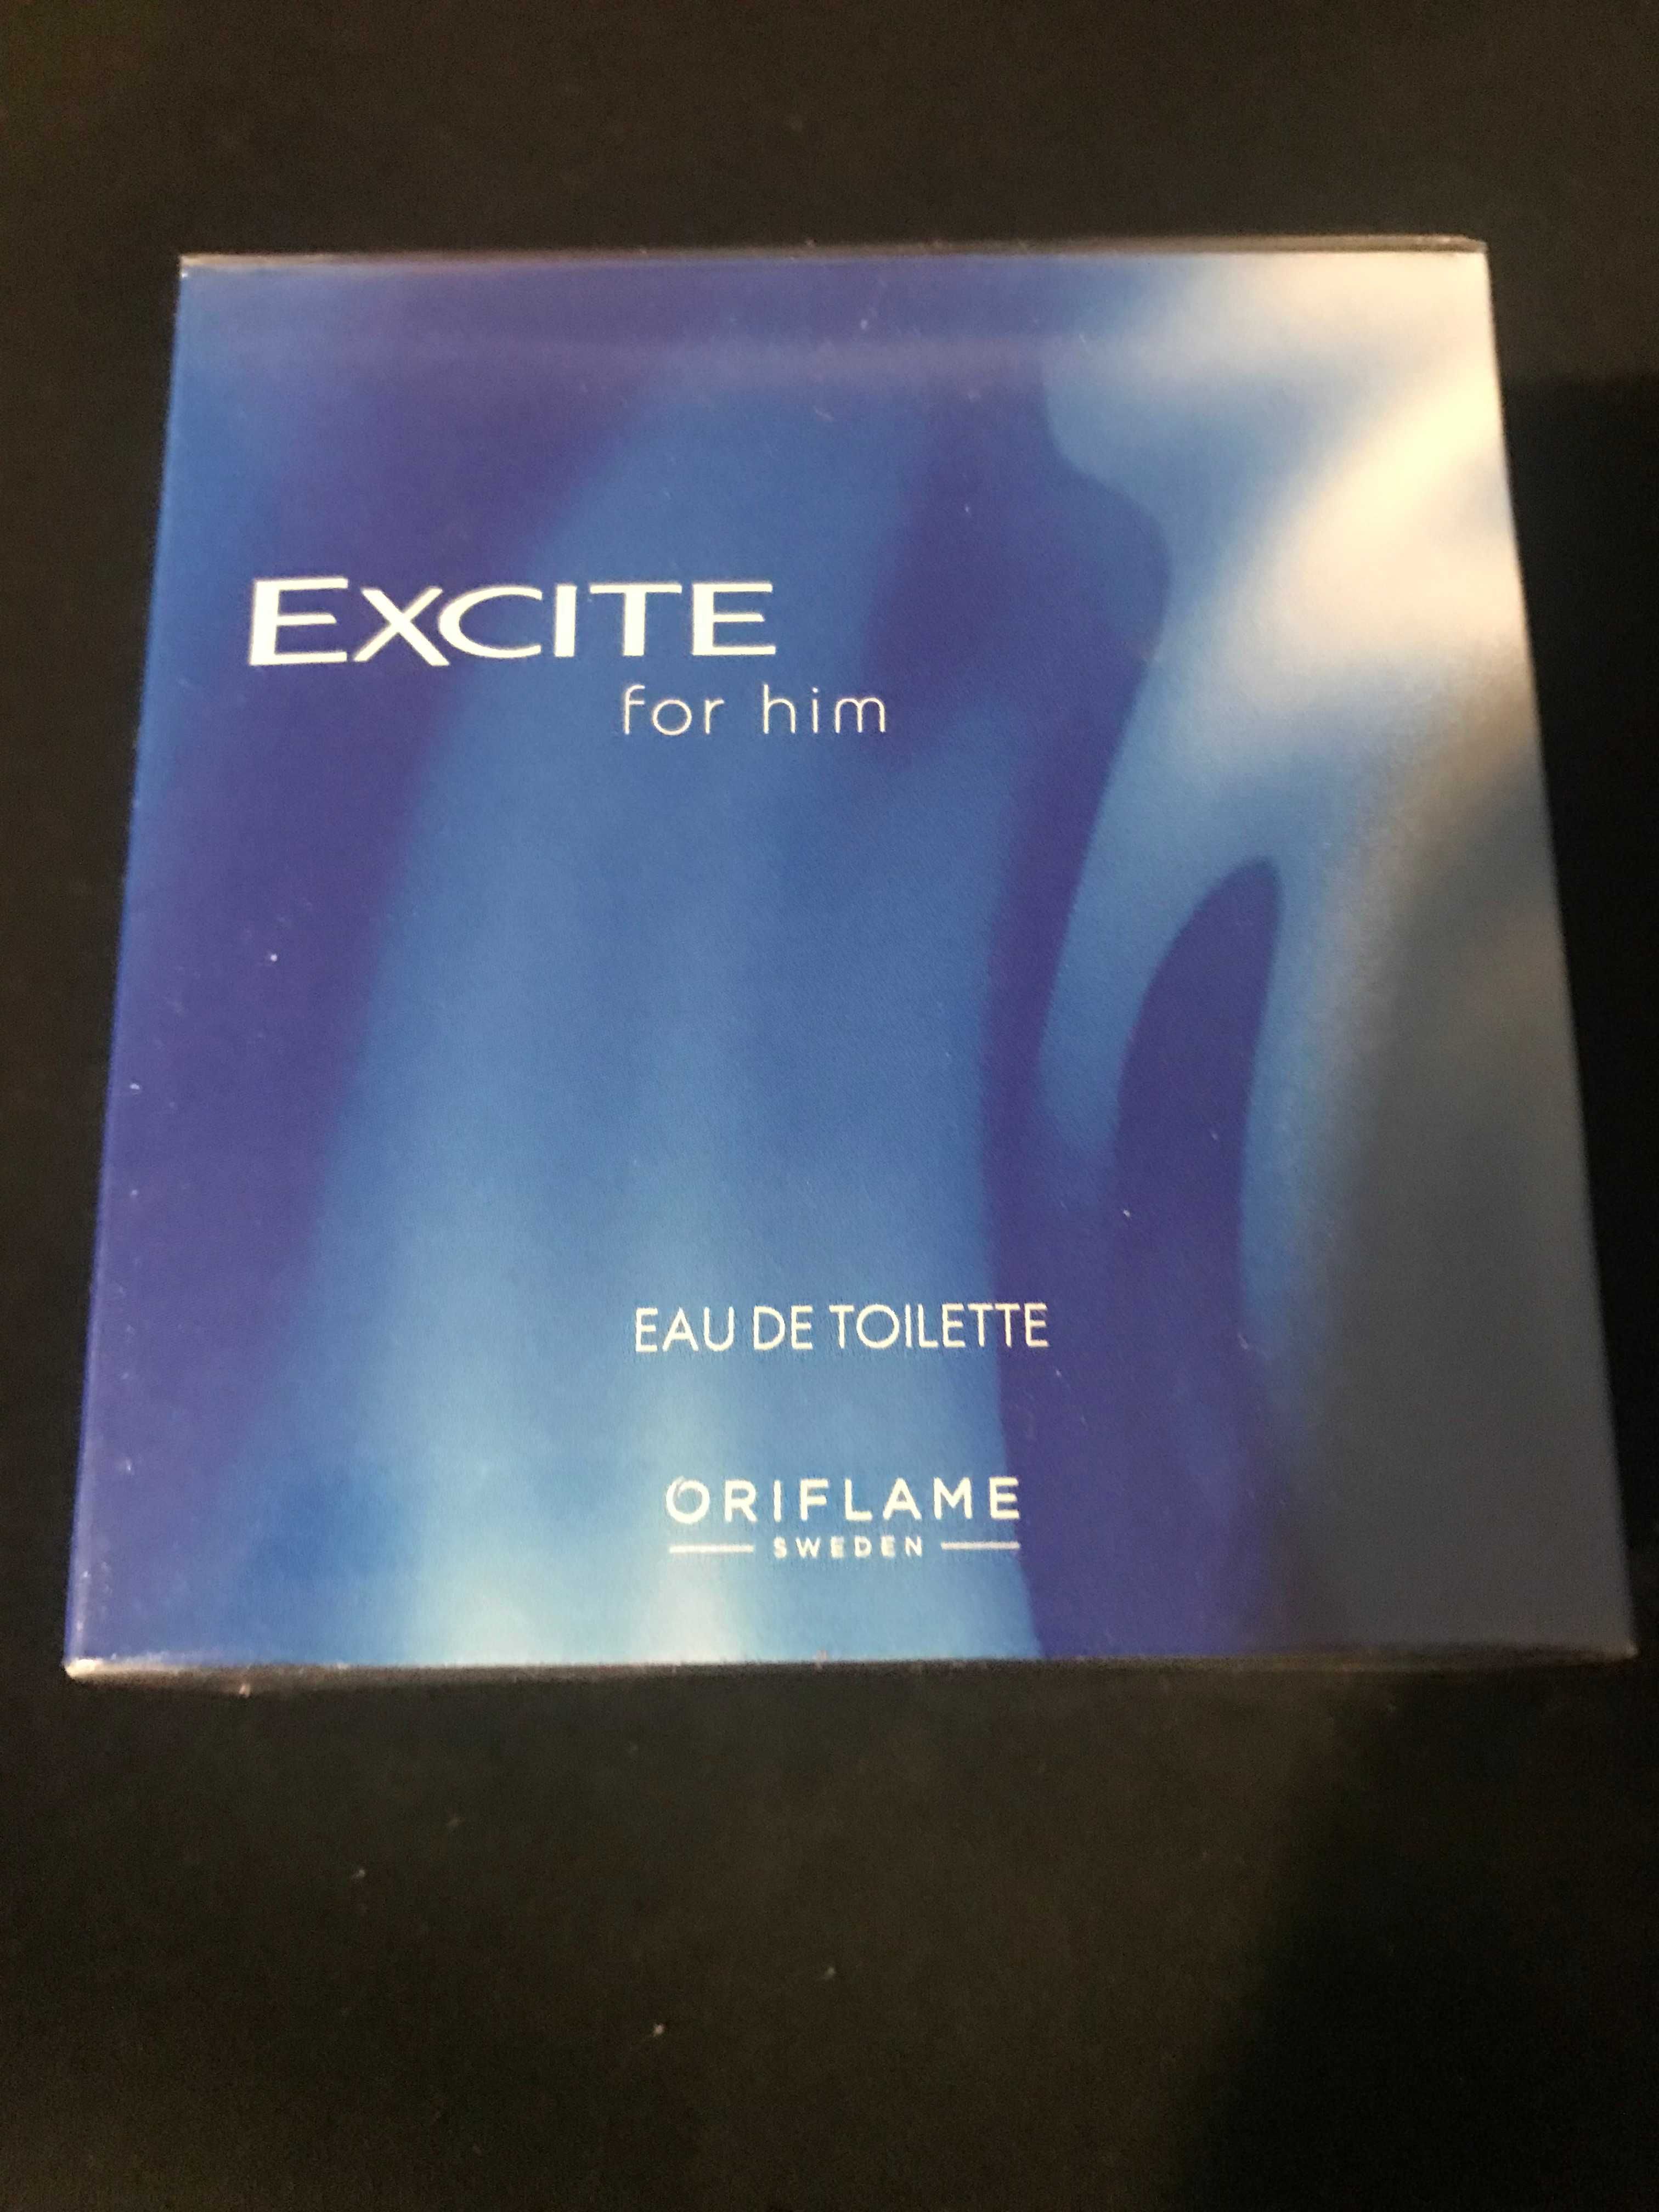 EXCITE
for him
EAU DE TOILETTE
ORIFLAME
SWEDEN